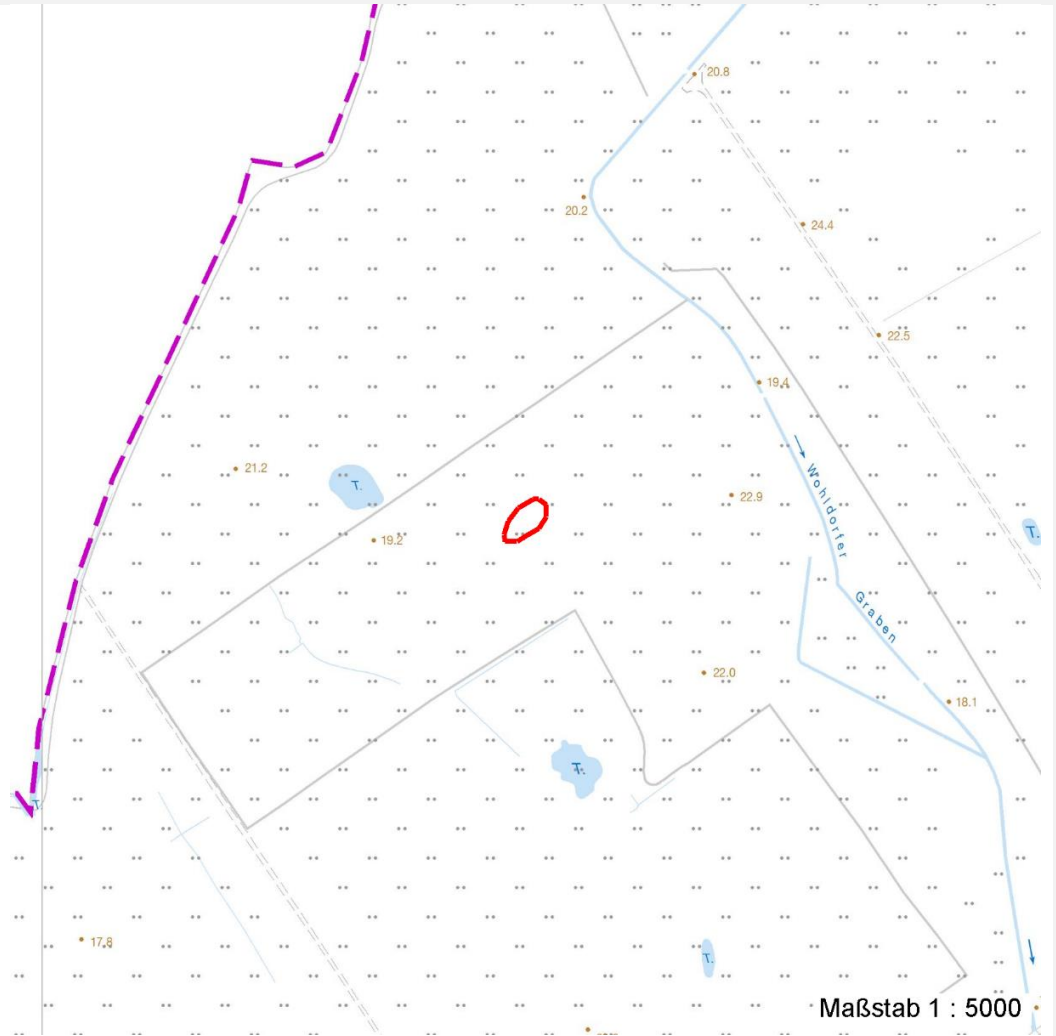 20.8
20.2
24.4
22.5
19.4
21.2
T.
22.9
Wohldorfer
19.2
T.
Graben
22.0
18.1
T.
T.
17.8
T.
Maßstab 1 : 5000